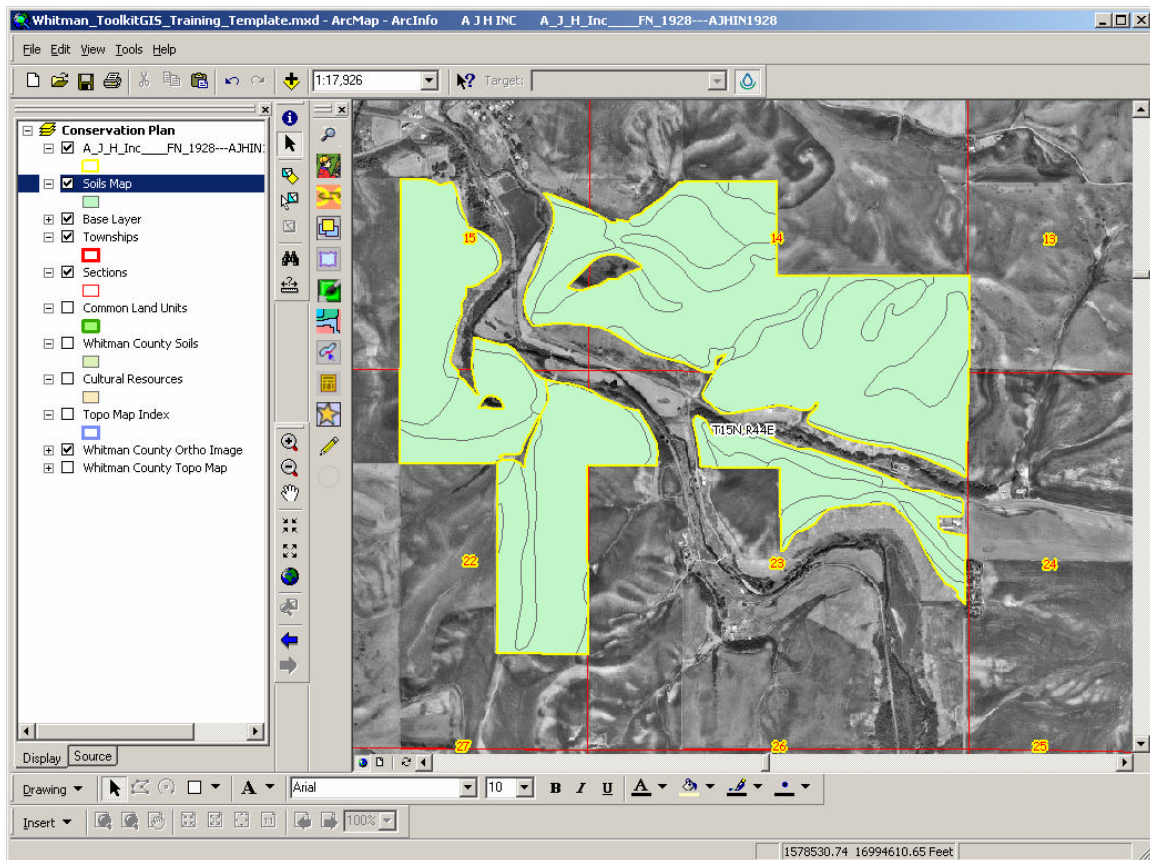 Whitman_ToolkitGIS_Training_Template.mxd - ArcMap - ArcInfo A J H INC A_J_H_Inc____FN_1928---AJHIN1928
File Edit View Tools Help
1:17,926 Target:
Conservation Plan
A_J_H_Inc____FN_1928---AJHIN:
Soils Map
Base Layer
Townships
Sections
Common Land Units
Whitman County Soils
Cultural Resources
Topo Map Index
Whitman County Ortho Image
Whitman County Topo Map
15 14 13
T15N,R44E
22 23 24
27 26 25
Display Source
Drawing A Arial 10 B I U A
Insert 100%
1578530.74 16994610.65 Feet